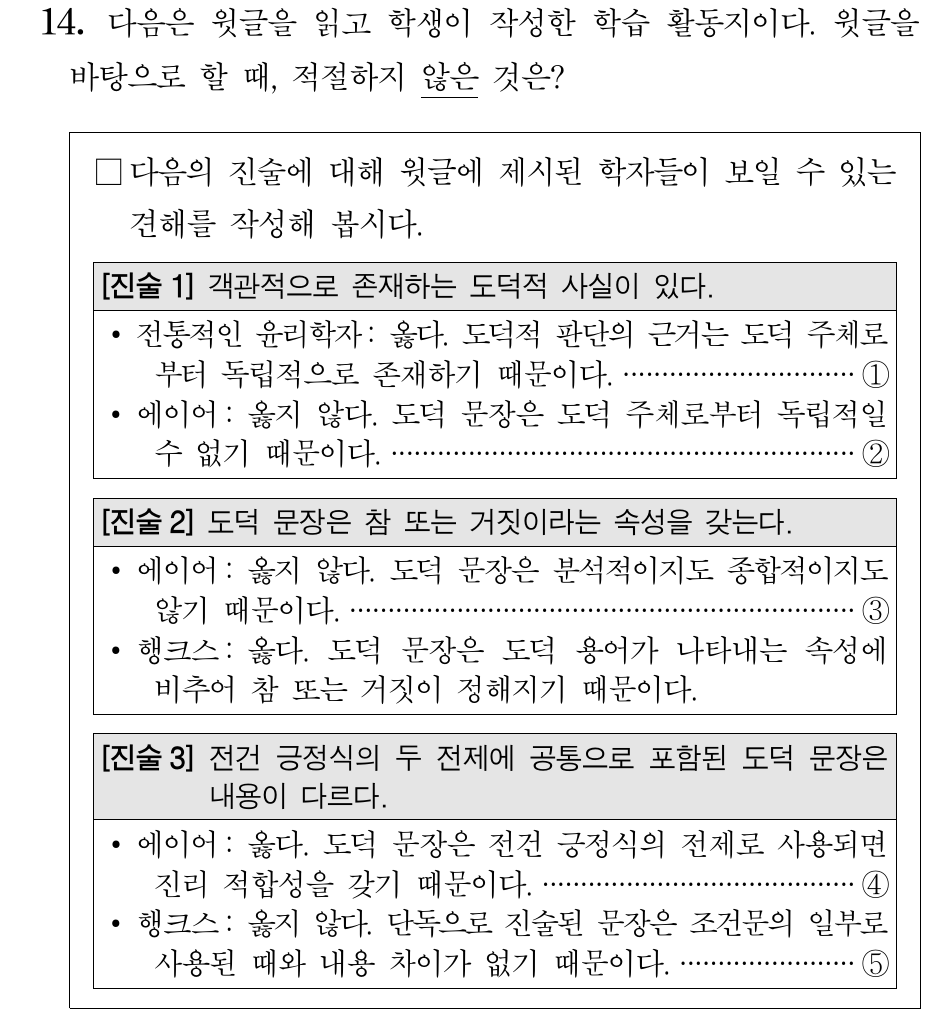 14. 다음은 윗글을 읽고 학생이 작성한 학습 활동지이다. 윗글을
바탕으로 할 때, 적절하지 않은 것은?
□ 다음의 진술에 대해 윗글에 제시된 학자들이 보일 수 있는
견해를 작성해 봅시다.
[진술 1] 객관적으로 존재하는 도덕적 사실이 있다.
• 전통적인 윤리학자 : 옳다. 도덕적 판단의 근거는 도덕 주체로
부터 독립적으로 존재하기 때문이다. ······························ ①
• 에이어 : 옳지 않다. 도덕 문장은 도덕 주체로부터 독립적일
수 없기 때문이다. ······························································ ②
[진술 2] 도덕 문장은 참 또는 거짓이라는 속성을 갖는다.
• 에이어 : 옳지 않다. 도덕 문장은 분석적이지도 종합적이지도
않기 때문이다. ···································································· ③
• 행크스 : 옳다. 도덕 문장은 도덕 용어가 나타내는 속성에
비추어 참 또는 거짓이 정해지기 때문이다.
[진술 3] 전건 긍정식의 두 전제에 공통으로 포함된 도덕 문장은
내용이 다르다.
• 에이어 : 옳다. 도덕 문장은 전건 긍정식의 전제로 사용되면
진리 적합성을 갖기 때문이다. ········································· ④
• 행크스 : 옳지 않다. 단독으로 진술된 문장은 조건문의 일부로
사용된 때와 내용 차이가 없기 때문이다. ······················· ⑤